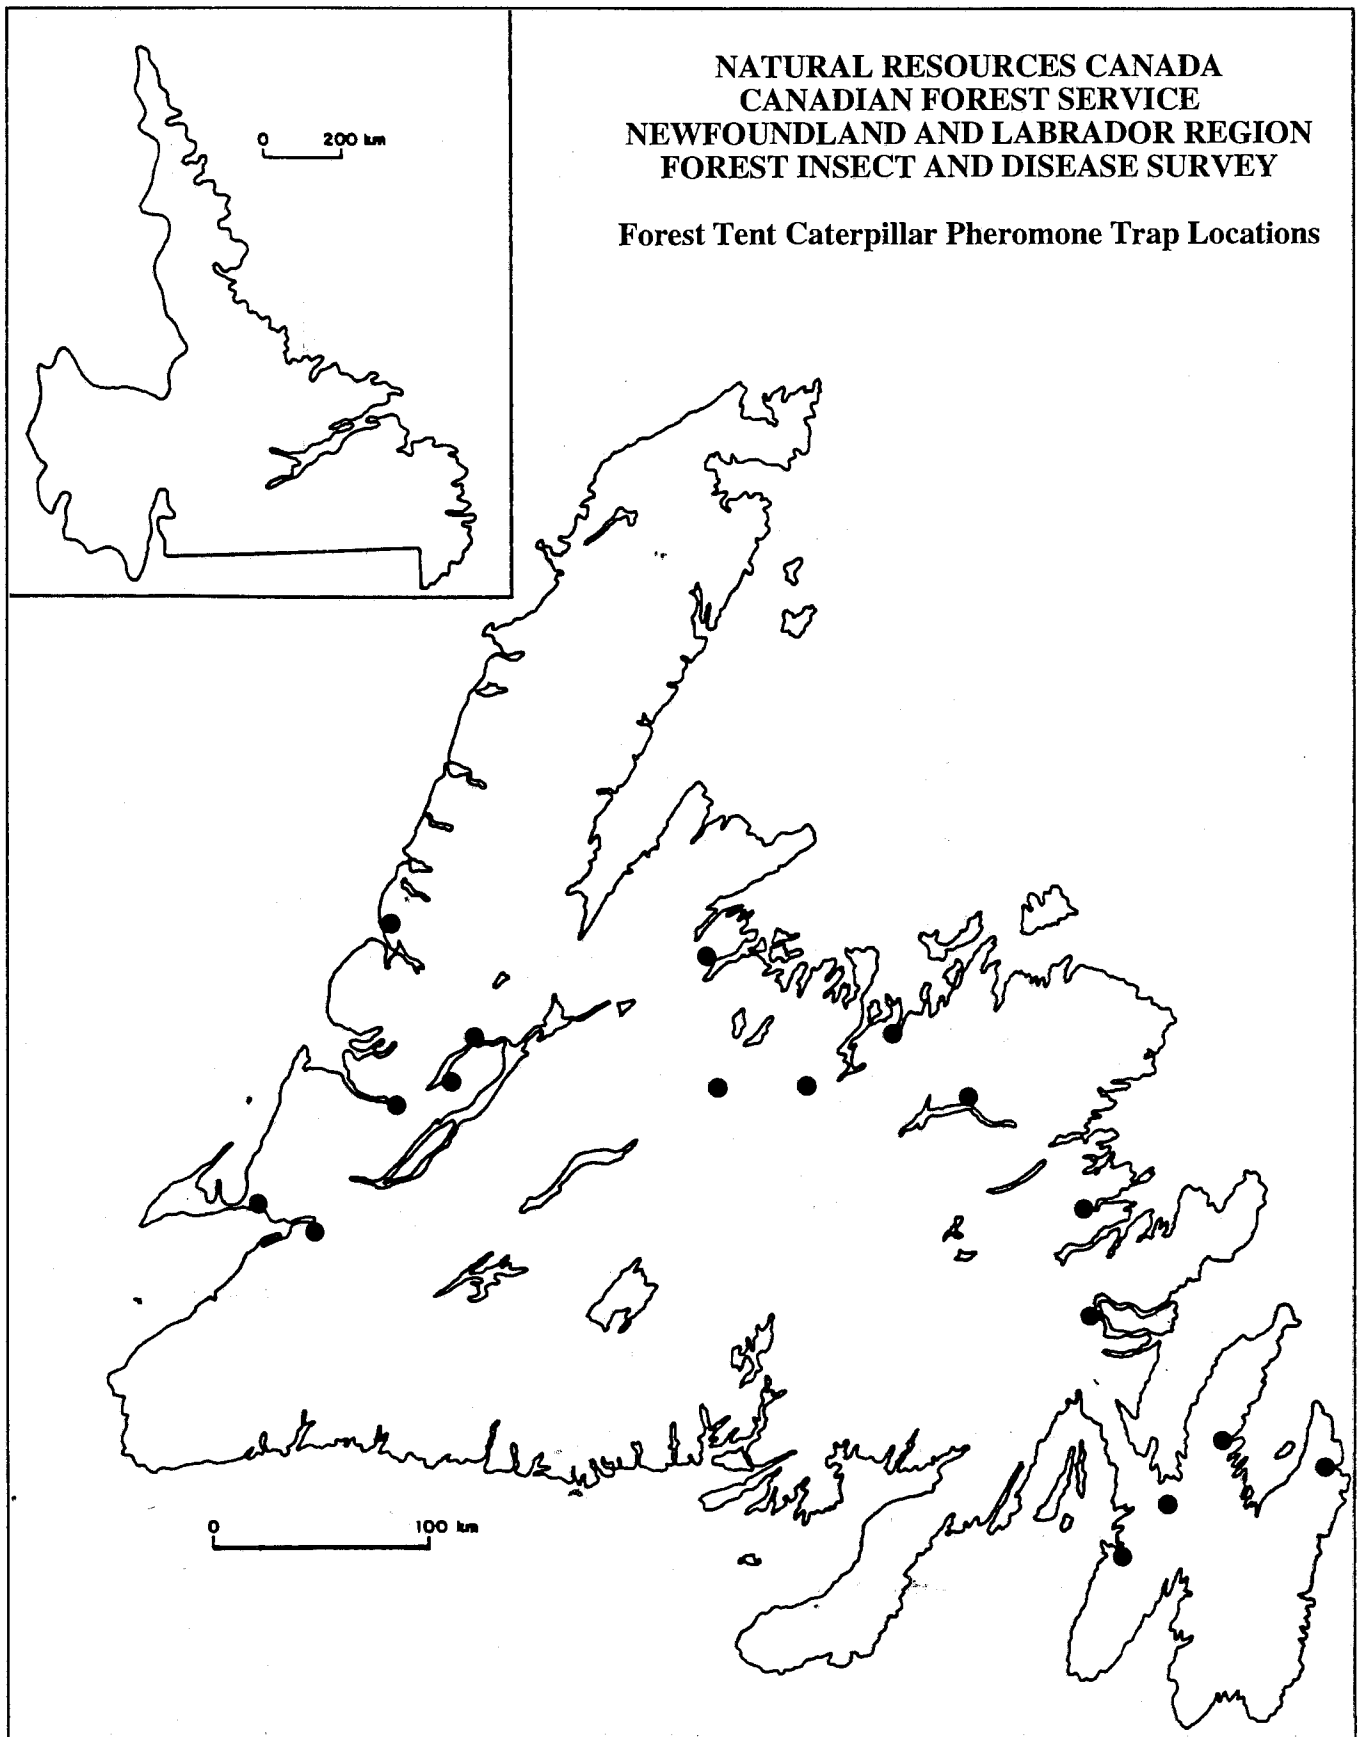 NATURAL RESOURCES CANADA
CANADIAN FOREST SERVICE
NEWFOUNDLAND AND LABRADOR REGION
FOREST INSECT AND DISEASE SURVEY
Forest Tent Caterpillar Pheromone Trap Locations
0 200 km
0 100 km